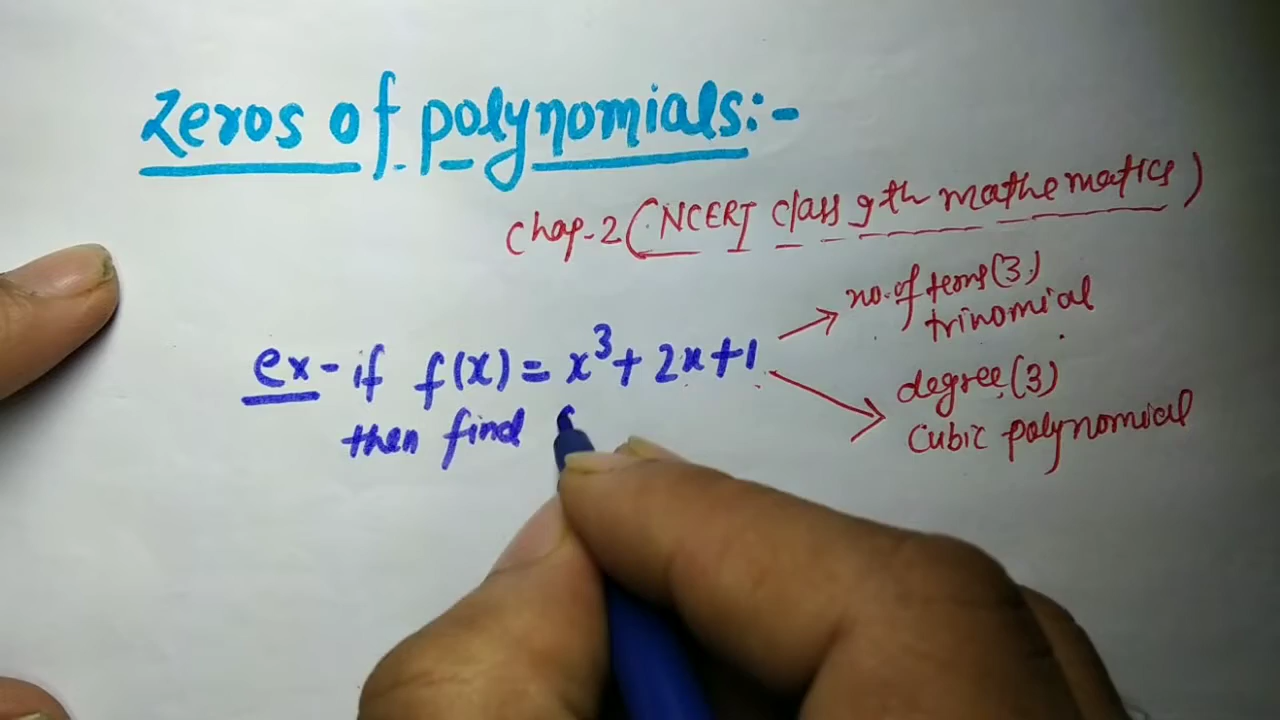 Zeros of polynomials:-
Chap-2 (NCERT class 9th mathematics)
no. of terms (3)
trinomial
ex- if f(x) = x³ + 2x + 1
degree (3)
cubic polynomial
then find